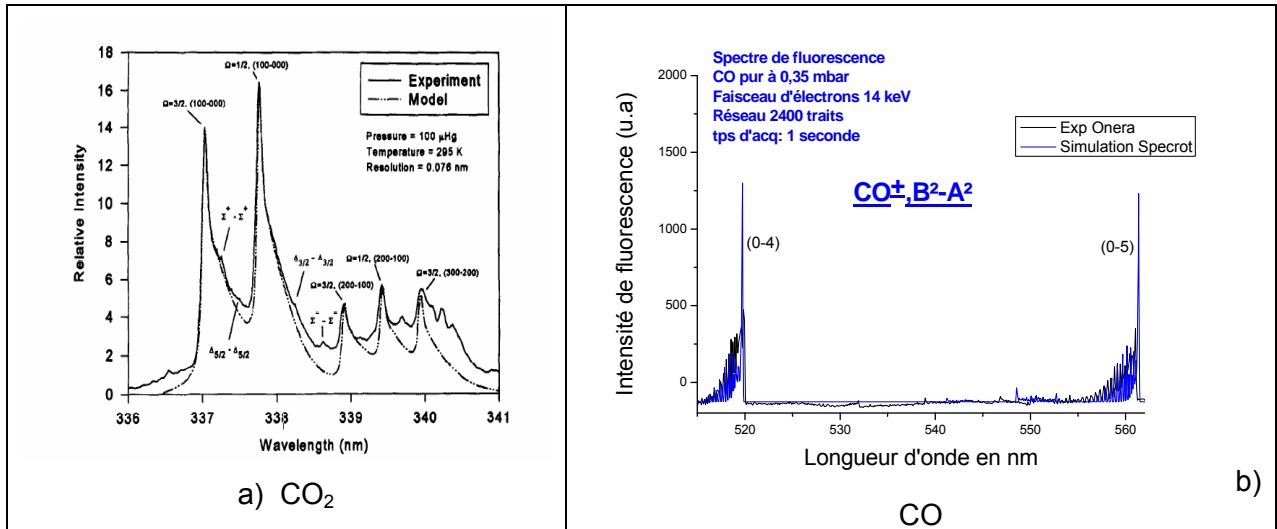 18
16
14
12
10
8
6
4
2
0
336
337
338
339
340
341
Relative Intensity
Wavelength (nm)
Ω=3/2, (100-000)
Ω=1/2, (100-000)
Experiment
Model
Pressure = 100 μHg
Temperature = 295 K
Resolution = 0.076 nm
Σ⁺ - Σ⁺
Δ5/2 - Δ5/2
Δ3/2 - Δ3/2
Σ⁻ - Σ⁻
Ω=3/2, (200-100)
Ω=1/2, (200-100)
Ω=3/2, (300-200)
a) CO₂
Spectre de fluorescence
CO pur à 0,35 mbar
Faisceau d'électrons 14 keV
Réseau 2400 traits
tps d'acq: 1 seconde
Exp Onera
Simulation Specrot
CO±,B²-A²
(0-4)
(0-5)
2000
1500
1000
500
0
520
530
540
550
560
Intensité de fluorescence (u.a)
Longueur d'onde en nm
b)
CO